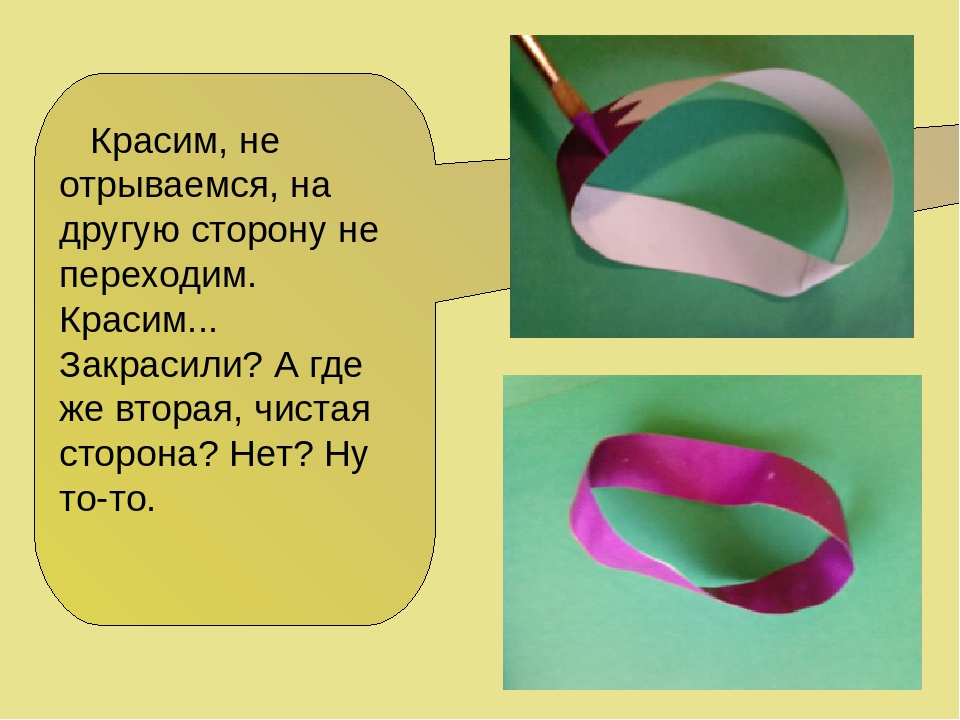 Красим, не
отрываемся, на
другую сторону не
переходим.
Красим...
Закрасили? А где
же вторая, чистая
сторона? Нет? Ну
то-то.